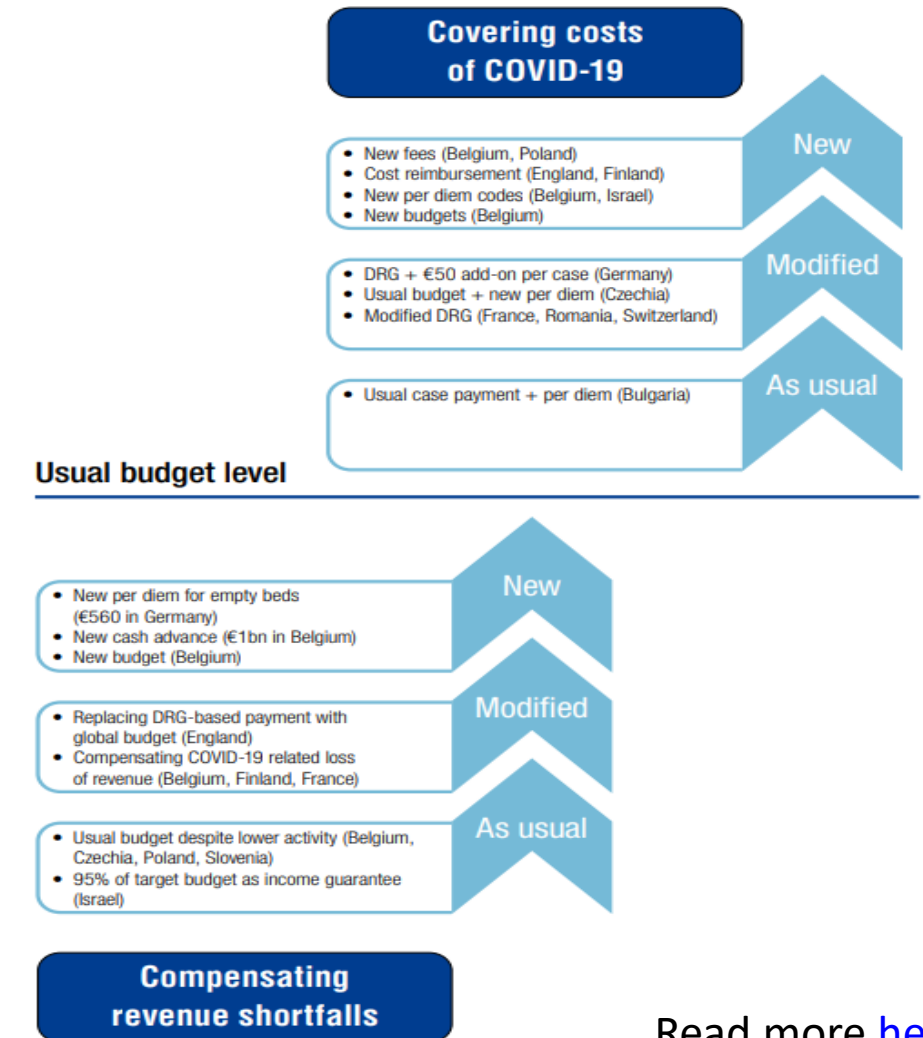 Covering costs
of COVID-19
New
• New fees (Belgium, Poland)
• Cost reimbursement (England, Finland)
• New per diem codes (Belgium, Israel)
• New budgets (Belgium)
Modified
• DRG + €50 add-on per case (Germany)
• Usual budget + new per diem (Czechia)
• Modified DRG (France, Romania, Switzerland)
As usual
• Usual case payment + per diem (Bulgaria)
Usual budget level
New
• New per diem for empty beds
(€560 in Germany)
• New cash advance (€1bn in Belgium)
• New budget (Belgium)
Modified
• Replacing DRG-based payment with
global budget (England)
• Compensating COVID-19 related loss
of revenue (Belgium, Finland, France)
As usual
• Usual budget despite lower activity (Belgium,
Czechia, Poland, Slovenia)
• 95% of target budget as income guarantee
(Israel)
Compensating
revenue shortfalls
Read more